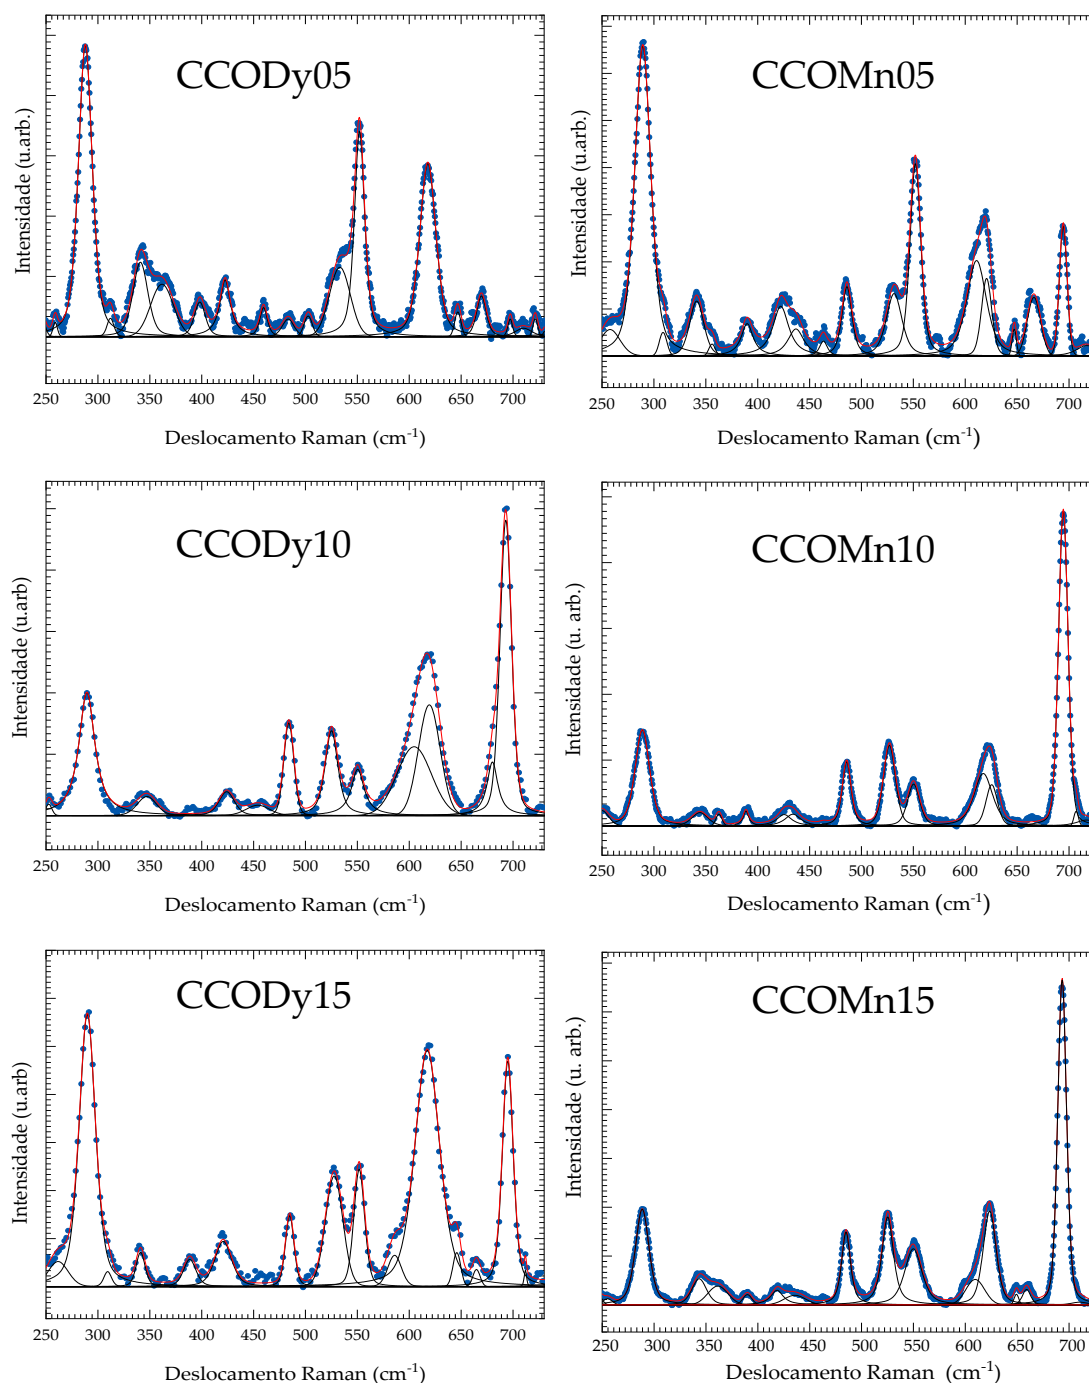 CCODy05
Intensidade (u.arb.)
250 300 350 400 450 500 550 600 650 700
Deslocamento Raman (cm-1)
CCOMn05
Intensidade (u.arb.)
250 300 350 400 450 500 550 600 650 700
Deslocamento Raman (cm-1)
CCODy10
Intensidade (u.arb)
250 300 350 400 450 500 550 600 650 700
Deslocamento Raman (cm-1)
CCOMn10
Intensidade (u. arb.)
250 300 350 400 450 500 550 600 650 700
Deslocamento Raman (cm-1)
CCODy15
Intensidade (u.arb)
250 300 350 400 450 500 550 600 650 700
Deslocamento Raman (cm-1)
CCOMn15
Intensidade (u. arb.)
250 300 350 400 450 500 550 600 650 700
Deslocamento Raman (cm-1)